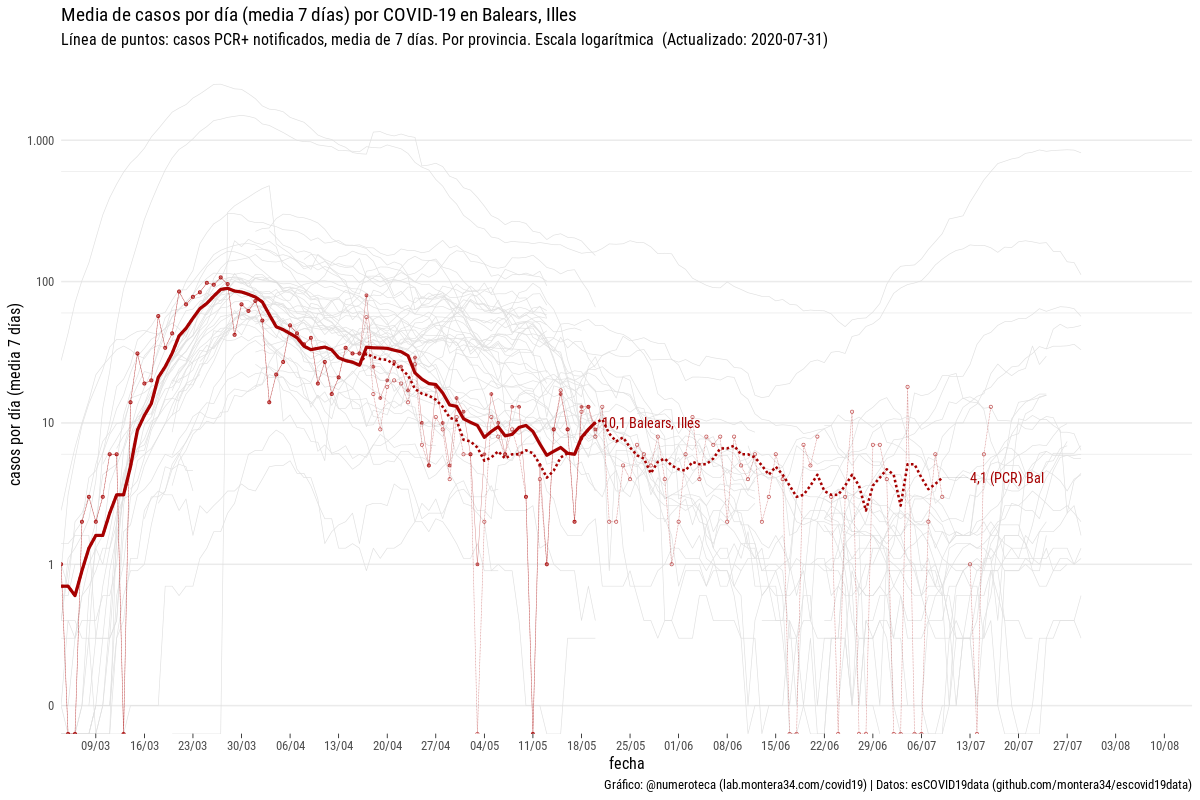 Media de casos por día (media 7 días) por COVID-19 en Balears, Illes
Línea de puntos: casos PCR+ notificados, media de 7 días. Por provincia. Escala logarítmica (Actualizado: 2020-07-31)
casos por día (media 7 días)
1.000
100
10
1
0
10,1 Balears, Illes
4,1 (PCR) Bal
09/03 16/03 23/03 30/03 06/04 13/04 20/04 27/04 04/05 11/05 18/05 25/05 01/06 08/06 15/06 22/06 29/06 06/07 13/07 20/07 27/07 03/08 10/08
fecha
Gráfico: @numeroteca (lab.montera34.com/covid19) | Datos: esCOVID19data (github.com/montera34/escovid19data)